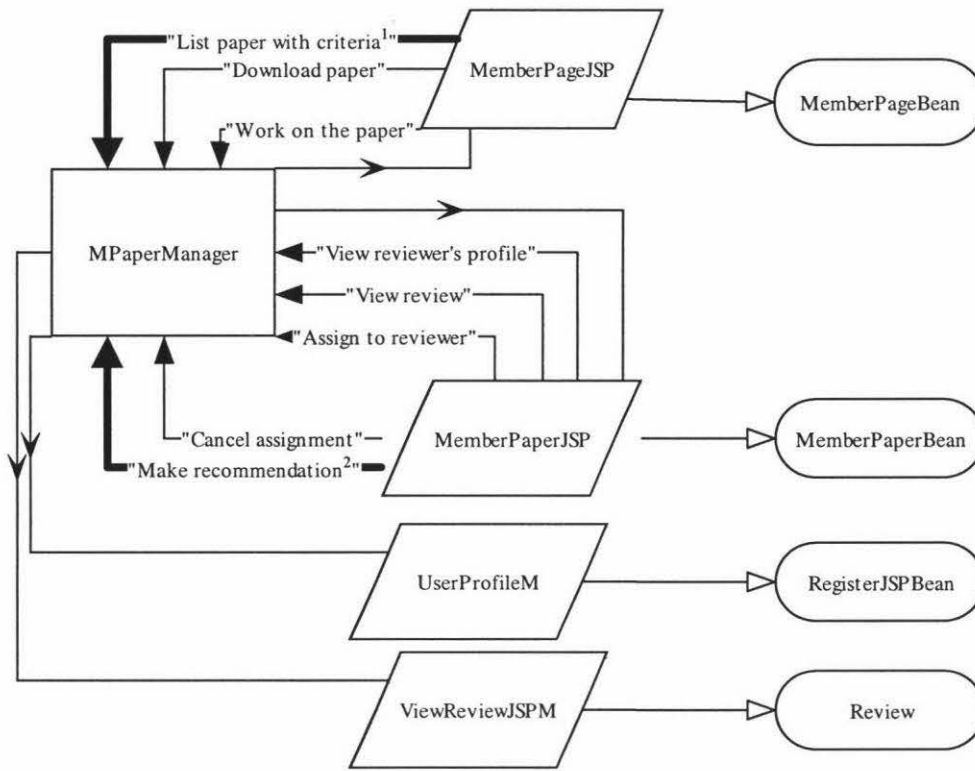 "List paper with criteria¹"
"Download paper"
MemberPageJSP
MemberPageBean
"Work on the paper"
MPaperManager
"View reviewer's profile"
"View review"
"Assign to reviewer"
"Cancel assignment"
MemberPaperJSP
MemberPaperBean
"Make recommendation²"
UserProfileM
RegisterJSPBean
ViewReviewJSPM
Review